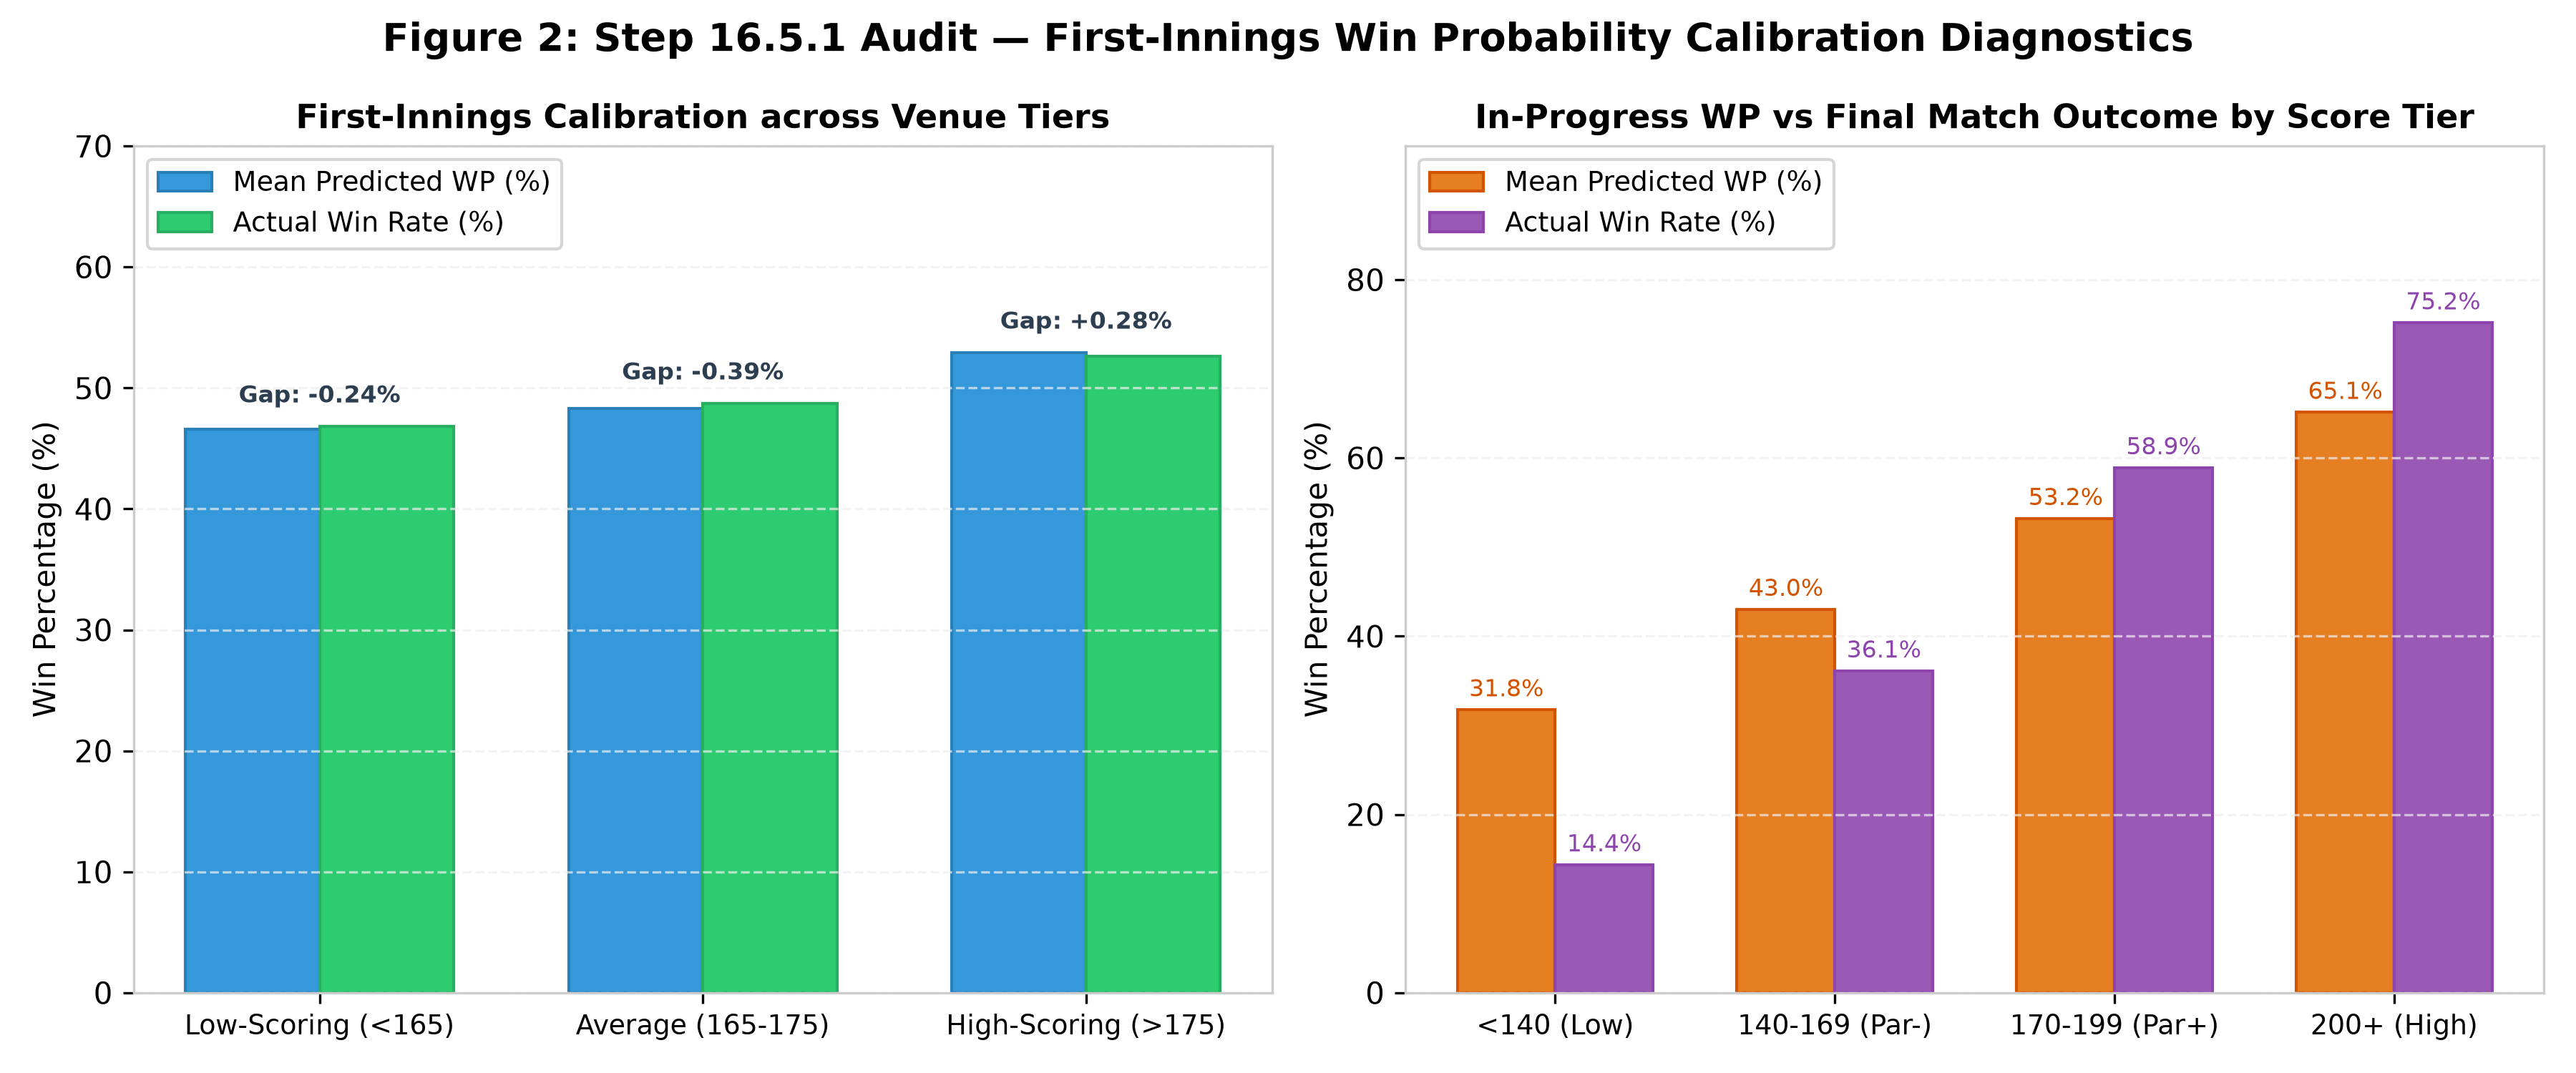 Figure 2: Step 16.5.1 Audit — First-Innings Win Probability Calibration Diagnostics
First-Innings Calibration across Venue Tiers
Mean Predicted WP (%)
Actual Win Rate (%)
Win Percentage (%)
70
60
50
40
30
20
10
0
Gap: -0.24%
Gap: -0.39%
Gap: +0.28%
Low-Scoring (<165)
Average (165-175)
High-Scoring (>175)
In-Progress WP vs Final Match Outcome by Score Tier
Mean Predicted WP (%)
Actual Win Rate (%)
Win Percentage (%)
80
60
40
20
0
31.8%
14.4%
43.0%
36.1%
53.2%
58.9%
65.1%
75.2%
<140 (Low)
140-169 (Par-)
170-199 (Par+)
200+ (High)